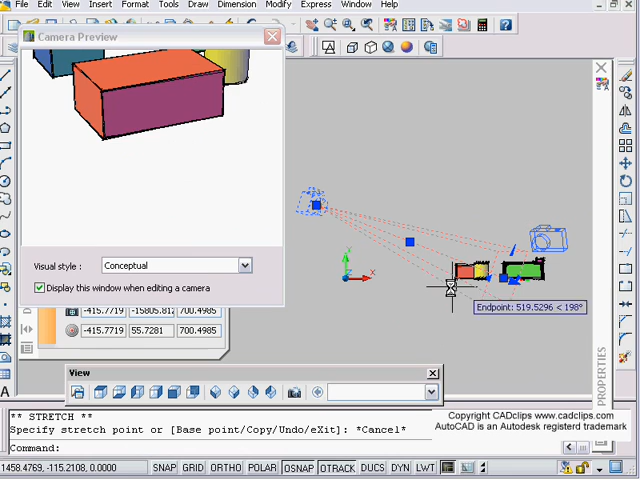 File Edit View Insert Format Tools Draw Dimension Modify Express Window Help
Camera Preview
Visual style :
Conceptual
Display this window when editing a camera
-415.7719 -15805.812 700.4985
-415.7719 55.7281 700.4985
Y
X
Z
Endpoint: 519.5296 < 198°
View
PROPERTIES
** STRETCH **
Specify stretch point or [Base point/Copy/Undo/eXit]: *Cancel*
Command:
Copyright CADclips www.cadclips.com
AutoCAD is an Autodesk registerd trademark
A
1458.4769, -115.2108, 0.0000 SNAP GRID ORTHO POLAR OSNAP OTRACK DUCS DYN LWT